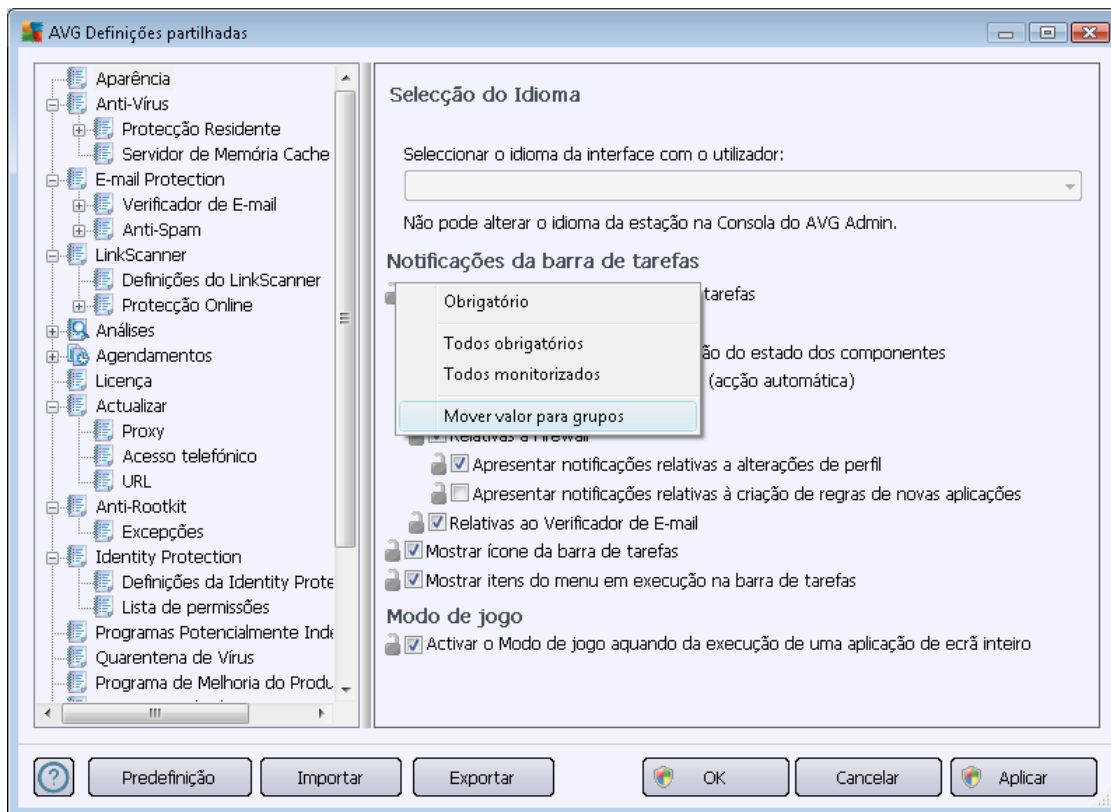 AVG Definições partilhadas
Aparência
Anti-Vírus
Protecção Residente
Servidor de Memória Cache
E-mail Protection
Verificador de E-mail
Anti-Spam
LinkScanner
Definições do LinkScanner
Protecção Online
Análises
Agendamentos
Licença
Actualizar
Proxy
Acesso telefónico
URL
Anti-Rootkit
Excepções
Identity Protection
Definições da Identity Prote
Lista de permissões
Programas Potencialmente Inde
Quarentena de Vírus
Programa de Melhoria do Produ
Selecção do Idioma
Seleccionar o idioma da interface com o utilizador:
Não pode alterar o idioma da estação na Consola do AVG Admin.
Notificações da barra de tarefas
tarefas
Obrigatório
Todos obrigatórios
ão do estado dos componentes
Todos monitorizados
(acção automática)
Mover valor para grupos
Relativas à Firewall
Apresentar notificações relativas a alterações de perfil
Apresentar notificações relativas à criação de regras de novas aplicações
Relativas ao Verificador de E-mail
Mostrar ícone da barra de tarefas
Mostrar itens do menu em execução na barra de tarefas
Modo de jogo
Activar o Modo de jogo aquando da execução de uma aplicação de ecrã inteiro
Predefinição
Importar
Exportar
OK
Cancelar
Aplicar